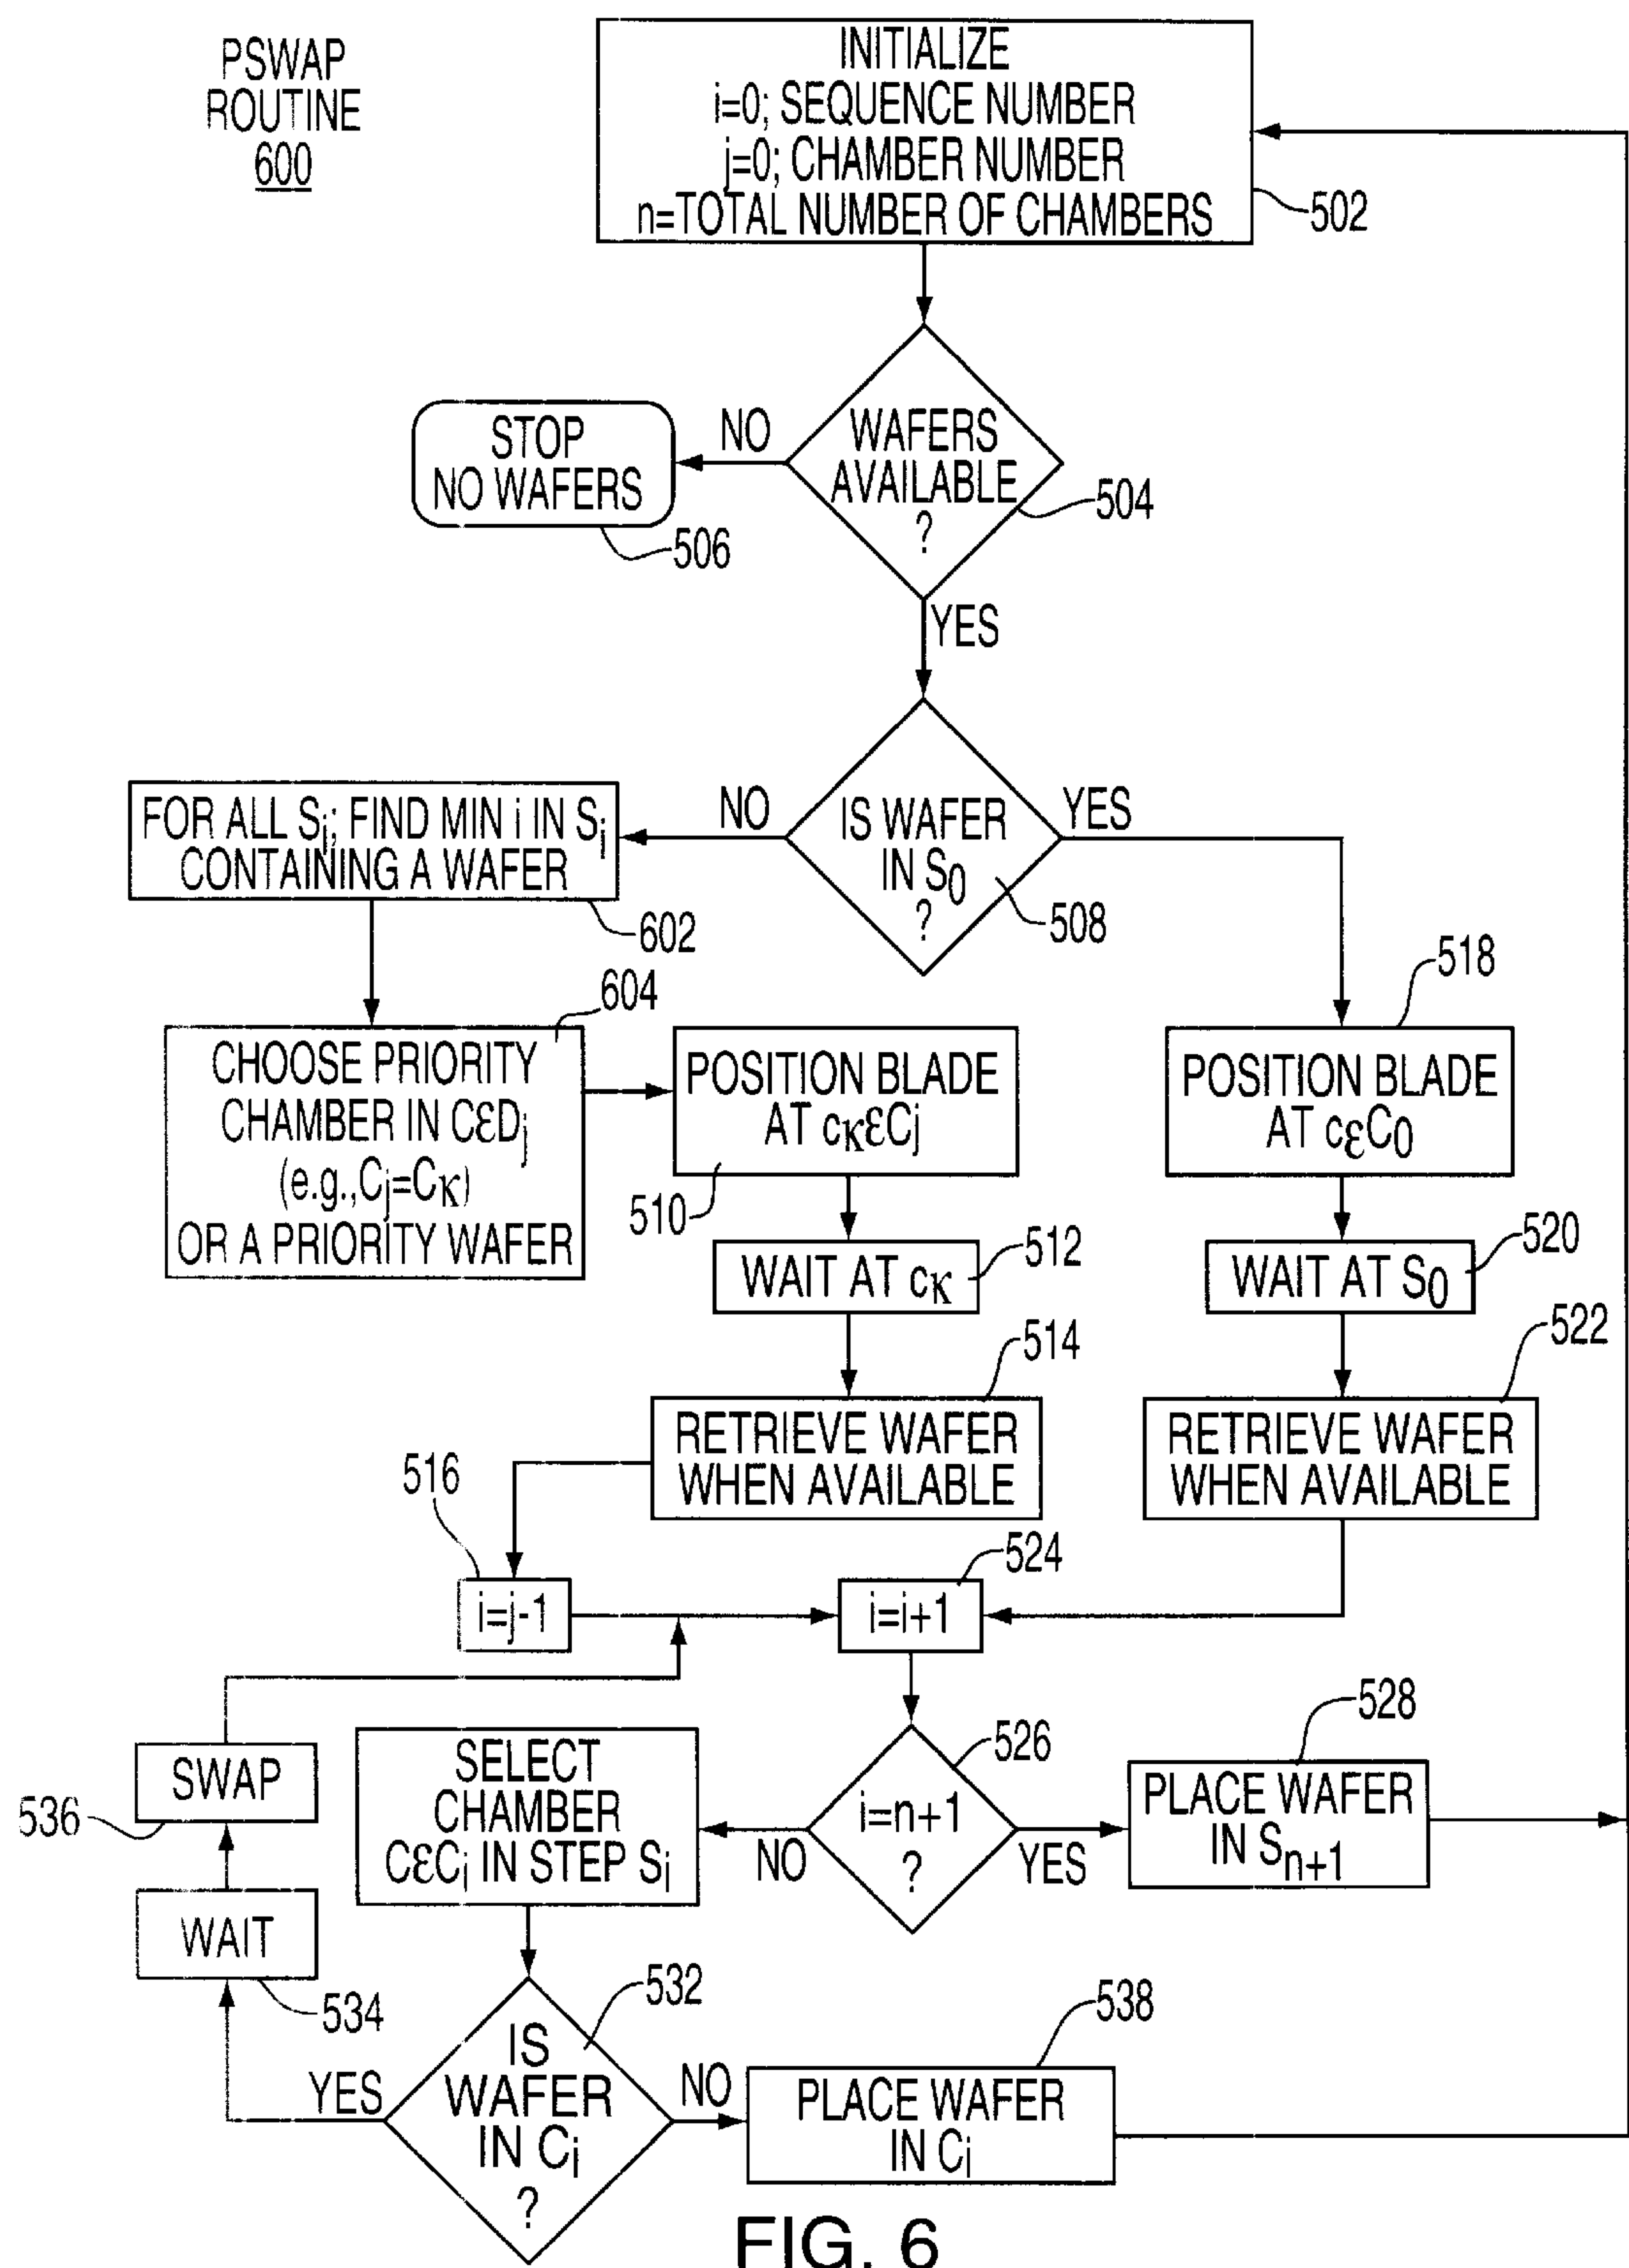 PSWAP
ROUTINE
600
INITIALIZE
i=0; SEQUENCE NUMBER
j=0; CHAMBER NUMBER
n=TOTAL NUMBER OF CHAMBERS
502
WAFERS
AVAILABLE
?
504
NO
STOP
NO WAFERS
506
YES
IS WAFER
IN S0
?
508
NO
YES
FOR ALL Si; FIND MIN i IN Si
CONTAINING A WAFER
602
604
CHOOSE PRIORITY
CHAMBER IN CεDj
(e.g.,Cj=CK)
OR A PRIORITY WAFER
POSITION BLADE
AT cKεCj
510
518
POSITION BLADE
AT cεC0
WAIT AT cK
512
WAIT AT S0
520
514
RETRIEVE WAFER
WHEN AVAILABLE
522
RETRIEVE WAFER
WHEN AVAILABLE
516
i=j-1
524
i=i+1
526
i=n+1
?
NO
YES
528
PLACE WAFER
IN Sn+1
SELECT
CHAMBER
CεCi IN STEP Si
SWAP
536
WAIT
534
532
IS
WAFER
IN Ci
?
YES
NO
538
PLACE WAFER
IN Ci
FIG. 6